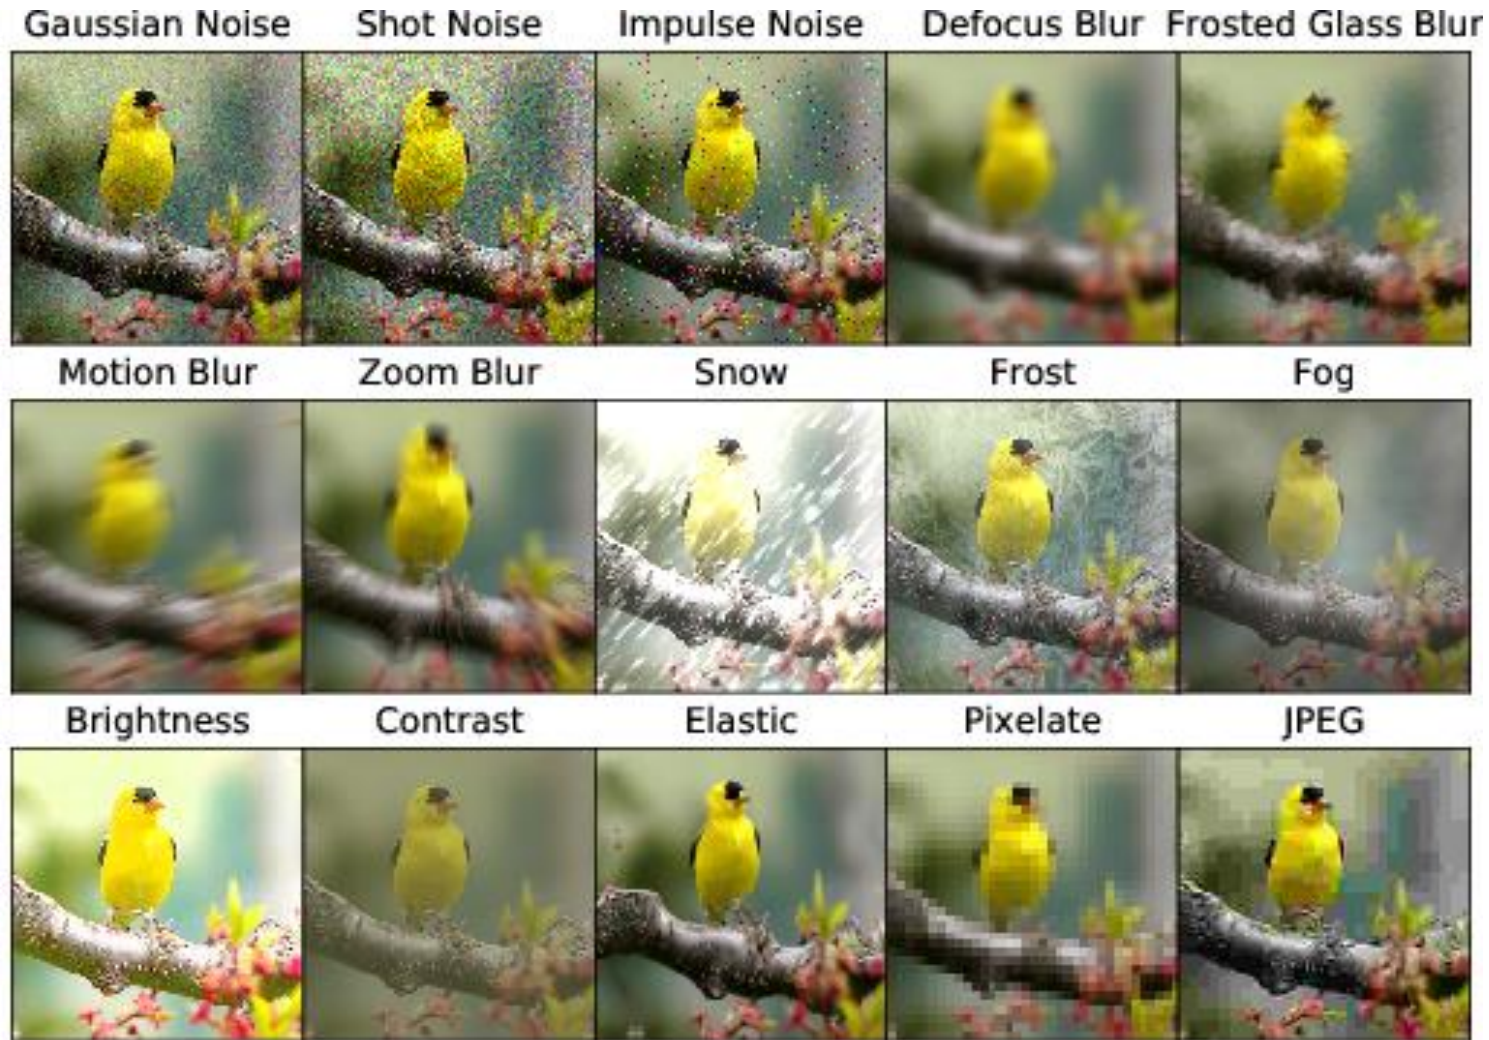 Gaussian Noise Shot Noise Impulse Noise Defocus Blur Frosted Glass Blur
Motion Blur Zoom Blur Snow Frost Fog
Brightness Contrast Elastic Pixelate JPEG